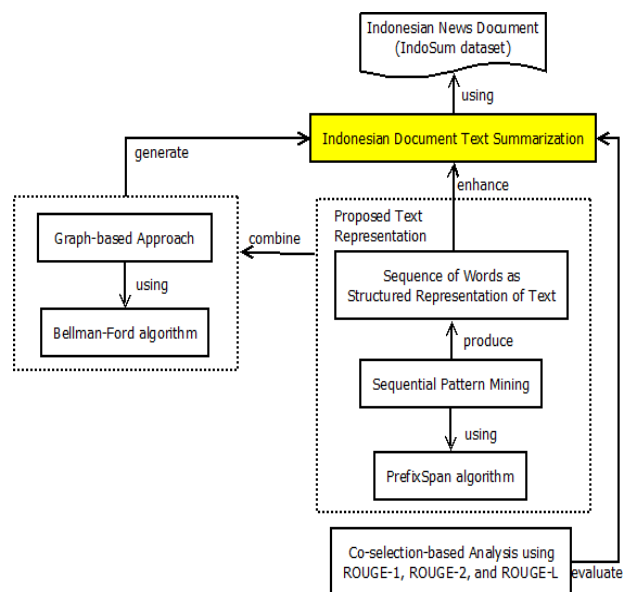 Indonesian News Document
(IndoSum dataset)
using
Indonesian Document Text Summarization
generate
enhance
Proposed Text
Representation
Graph-based Approach
combine
Sequence of Words as
Structured Representation of Text
using
Bellman-Ford algorithm
produce
Sequential Pattern Mining
using
PrefixSpan algorithm
Co-selection-based Analysis using
ROUGE-1, ROUGE-2, and ROUGE-L
evaluate